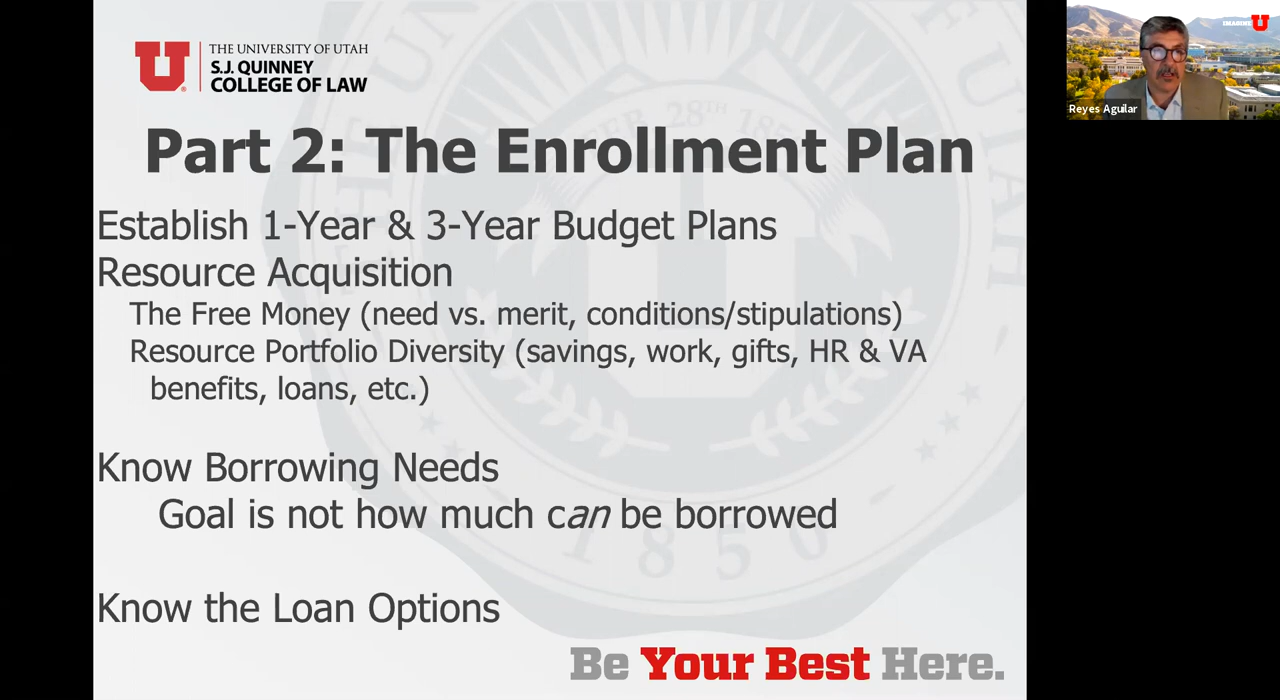 THE UNIVERSITY OF UTAH
S.J. QUINNEY
COLLEGE OF LAW
Part 2: The Enrollment Plan
Establish 1-Year & 3-Year Budget Plans
Resource Acquisition
The Free Money (need vs. merit, conditions/stipulations)
Resource Portfolio Diversity (savings, work, gifts, HR & VA
benefits, loans, etc.)
Know Borrowing Needs
Goal is not how much can be borrowed
Know the Loan Options
Be Your Best Here.
1850
Reyes Aguilar